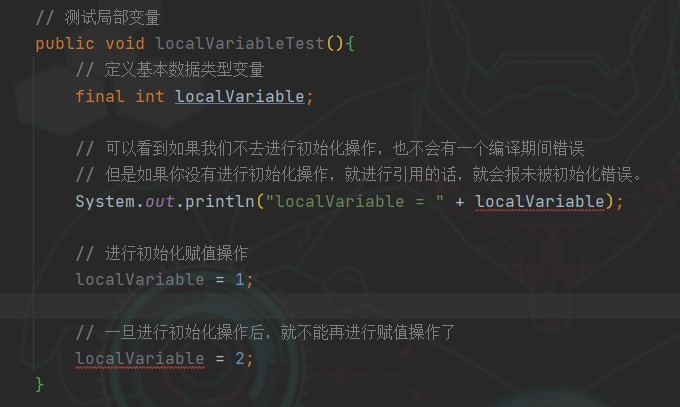 // 测试局部变量
public void localVariableTest(){
// 定义基本数据类型变量
final int localVariable;
// 可以看到如果我们不去进行初始化操作，也不会有一个编译期间错误
// 但是如果你没有进行初始化操作，就进行引用的话，就会报未被初始化错误。
System.out.println("localVariable = " + localVariable);
// 进行初始化赋值操作
localVariable = 1;
// 一旦进行初始化操作后，就不能再进行赋值操作了
localVariable = 2;
}